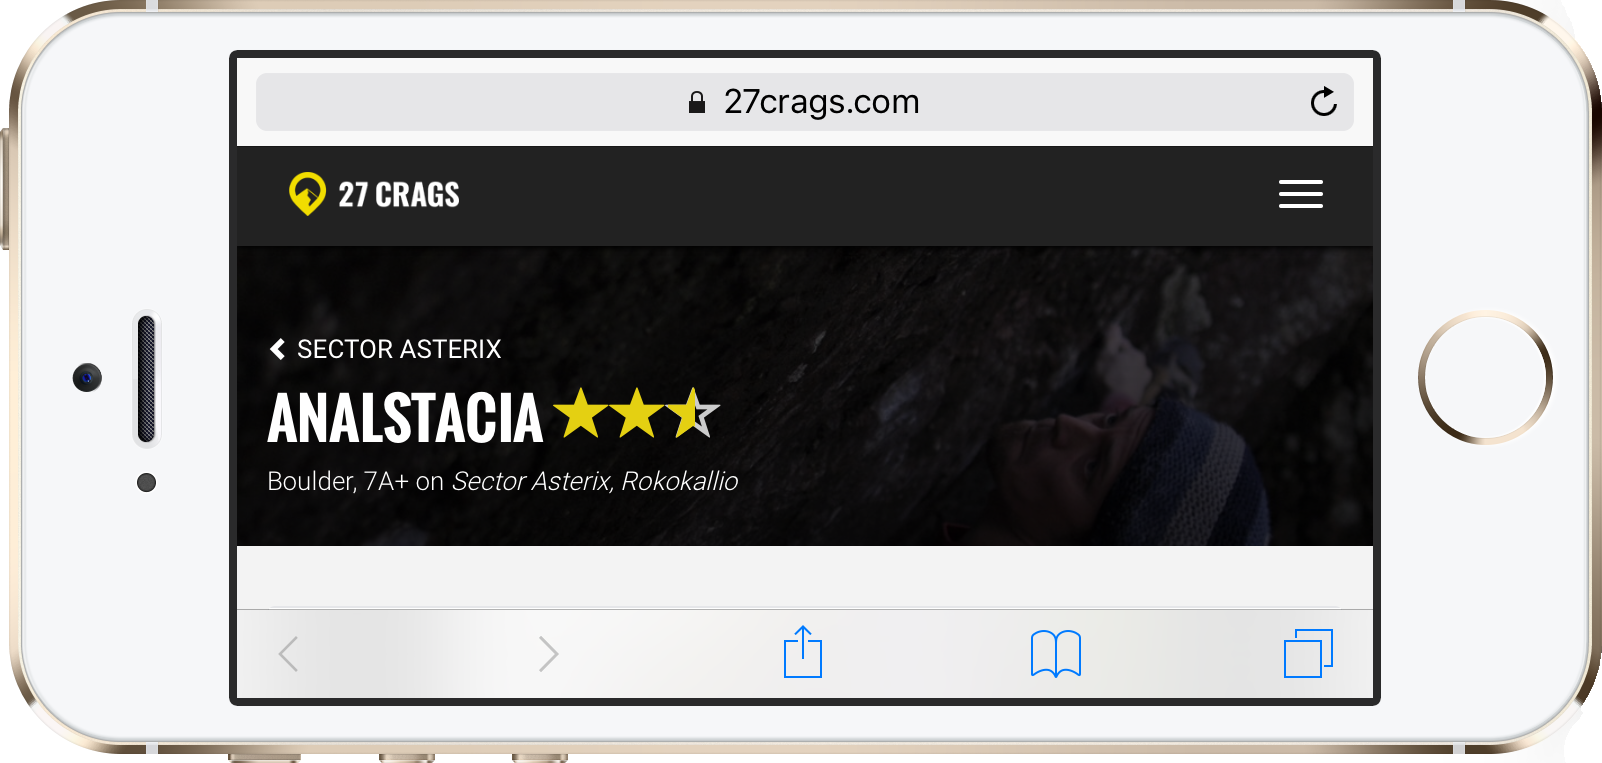 27crags.com
27 CRAGS
SECTOR ASTERIX
ANALSTACIA
Boulder, 7A+ on Sector Asterix, Rokokallio